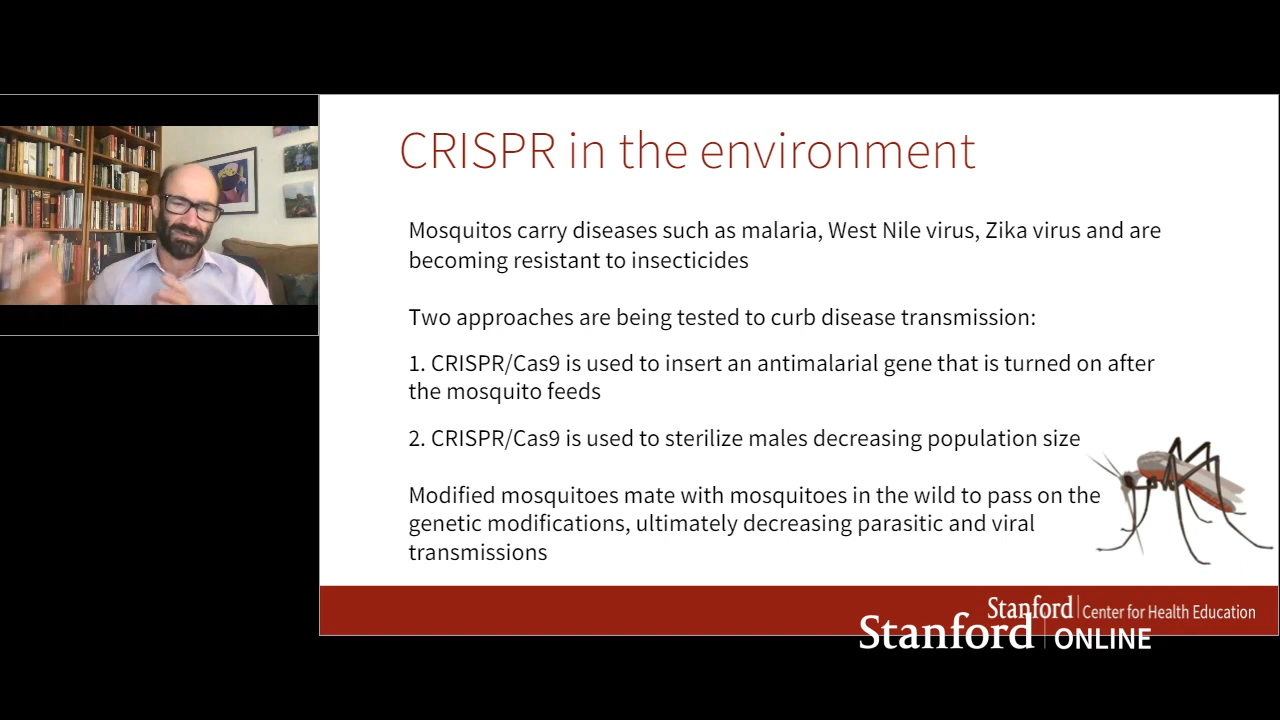 CRISPR in the environment
Mosquitos carry diseases such as malaria, West Nile virus, Zika virus and are
becoming resistant to insecticides
Two approaches are being tested to curb disease transmission:
1. CRISPR/Cas9 is used to insert an antimalarial gene that is turned on after
the mosquito feeds
2. CRISPR/Cas9 is used to sterilize males decreasing population size
Modified mosquitoes mate with mosquitoes in the wild to pass on the
genetic modifications, ultimately decreasing parasitic and viral
transmissions
Stanford | Center for Health Education
Stanford | ONLINE